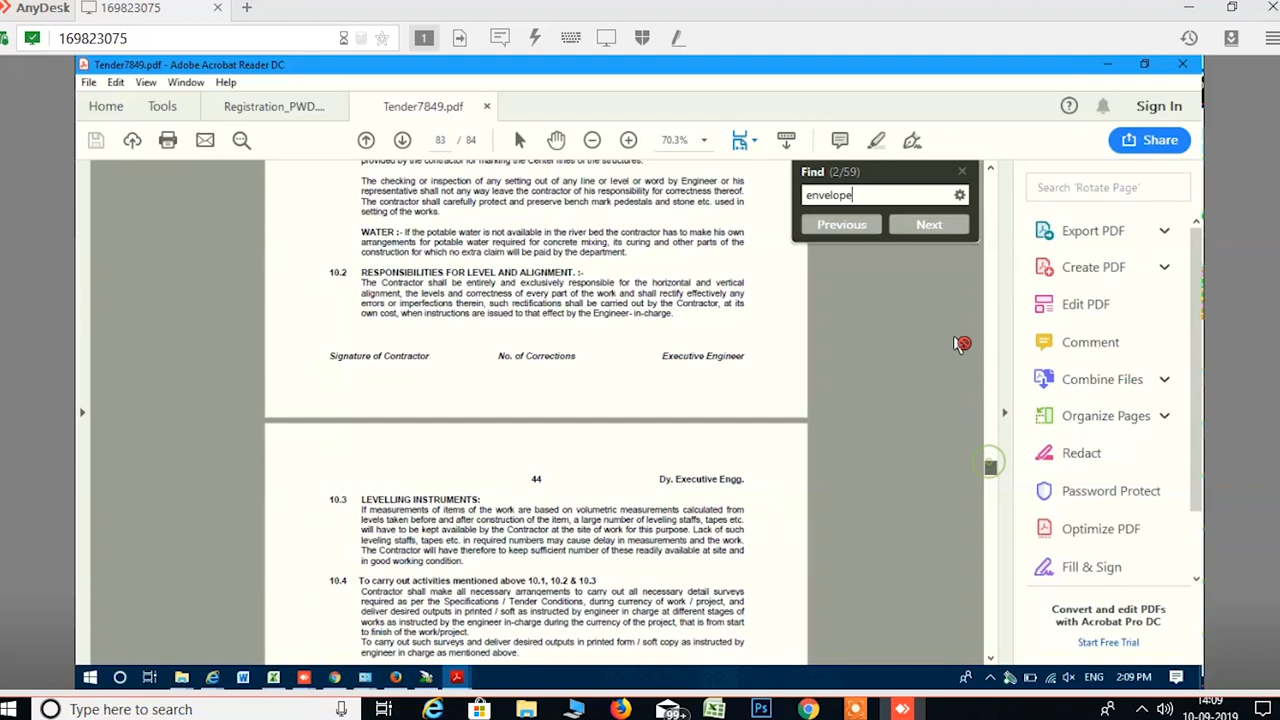 AnyDesk 169823075
169823075 1
Tender7849.pdf - Adobe Acrobat Reader DC
File Edit View Window Help
Home Tools Registration_PWD.... Tender7849.pdf Sign In
83 / 84 70.3% Share
provided by the contractor for marking the Center lines of the structures.
The checking or inspection of any setting out of any line or level or word by Engineer or his
representative shall not any way leave the contractor of his responsibility for correctness thereof.
The contractor shall carefully protect and preserve bench mark pedestals and stone etc. used in
setting of the works.
WATER :- If the potable water is not available in the river bed the contractor has to make his own
arrangements for potable water required for concrete mixing, its curing and other parts of the
construction for which no extra claim will be paid by the department.
10.2 RESPONSIBILITIES FOR LEVEL AND ALIGNMENT. :-
The Contractor shall be entirely and exclusively responsible for the horizontal and vertical
alignment, the levels and correctness of every part of the work and shall rectify effectively any
errors or imperfections therein, such rectifications shall be carried out by the Contractor, at its
own cost, when instructions are issued to that effect by the Engineer- in-charge.
Signature of Contractor No. of Corrections Executive Engineer
44 Dy. Executive Engg.
10.3 LEVELLING INSTRUMENTS:
If measurements of items of the work are based on volumetric measurements calculated from
levels taken before and after construction of the item, a large number of leveling staffs, tapes etc.
will have to be kept available by the Contractor at the site of work for this purpose. Lack of such
leveling staffs, tapes etc. in required numbers may cause delay in measurements and the work.
The Contractor will have therefore to keep sufficient number of these readily available at site and
in good working condition.
10.4 To carry out activities mentioned above 10.1, 10.2 & 10.3
Contractor shall make all necessary arrangements to carry out all necessary detail surveys
required as per the Specifications / Tender Conditions, during currency of work / project, and
deliver desired outputs in printed / soft as instructed by engineer in charge at different stages of
works as instructed by the engineer in-charge during the currency of the project, that is from start
to finish of the work/project.
To carry out such surveys and deliver desired outputs in printed form / soft copy as instructed by
engineer in charge as mentioned above.
Find (2/59)
envelope
Previous Next
Search 'Rotate Page'
Export PDF
Create PDF
Edit PDF
Comment
Combine Files
Organize Pages
Redact
Password Protect
Optimize PDF
Fill & Sign
Convert and edit PDFs
with Acrobat Pro DC
Start Free Trial
ENG 2:09 PM
Type here to search 99+ Ps ENG 14:09
10-09-2019